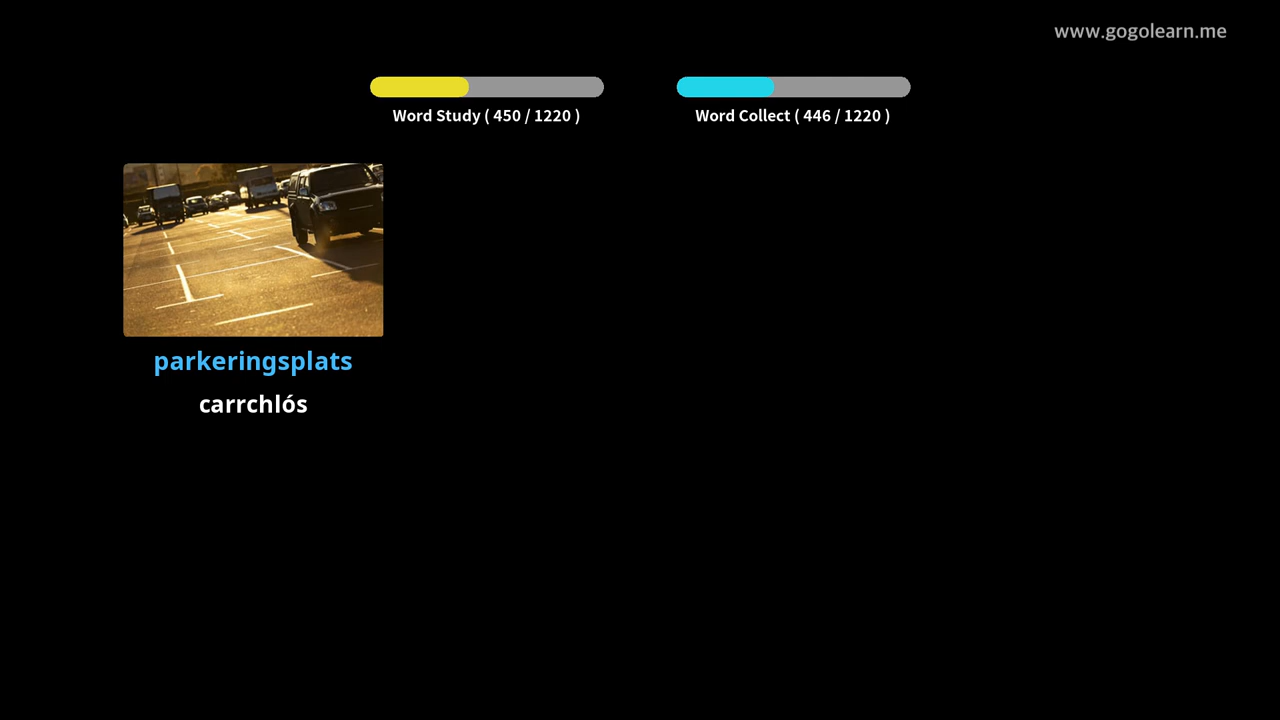 www.gogolearn.me
Word Study ( 450 / 1220 )
Word Collect ( 446 / 1220 )
parkeringsplats
carrchlós